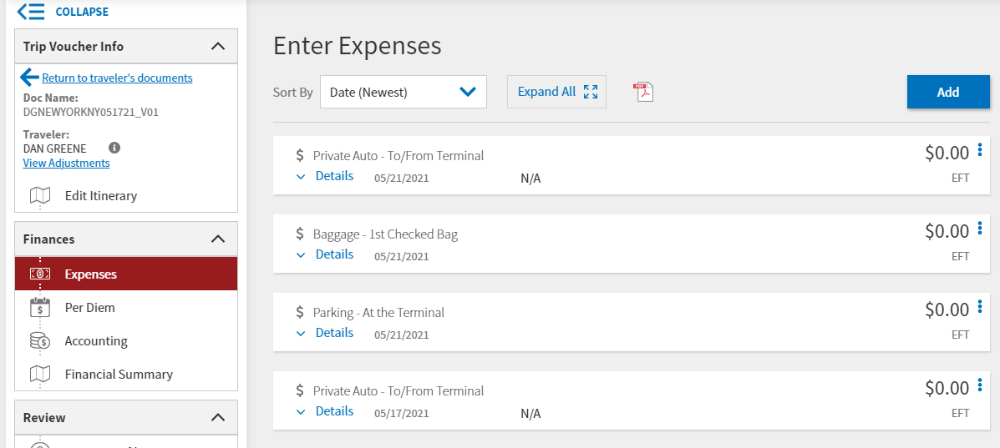 COLLAPSE
Trip Voucher Info
Return to traveler's documents
Doc Name:
DGNEWYORKNY051721_V01
Traveler:
DAN GREENE
View Adjustments
Edit Itinerary
Finances
Expenses
Per Diem
Accounting
Financial Summary
Review
Enter Expenses
Sort By Date (Newest) Expand All PDF Add
$ Private Auto - To/From Terminal $0.00
Details 05/21/2021 N/A EFT
$ Baggage - 1st Checked Bag $0.00
Details 05/21/2021 EFT
$ Parking - At the Terminal $0.00
Details 05/21/2021 EFT
$ Private Auto - To/From Terminal $0.00
Details 05/17/2021 N/A EFT